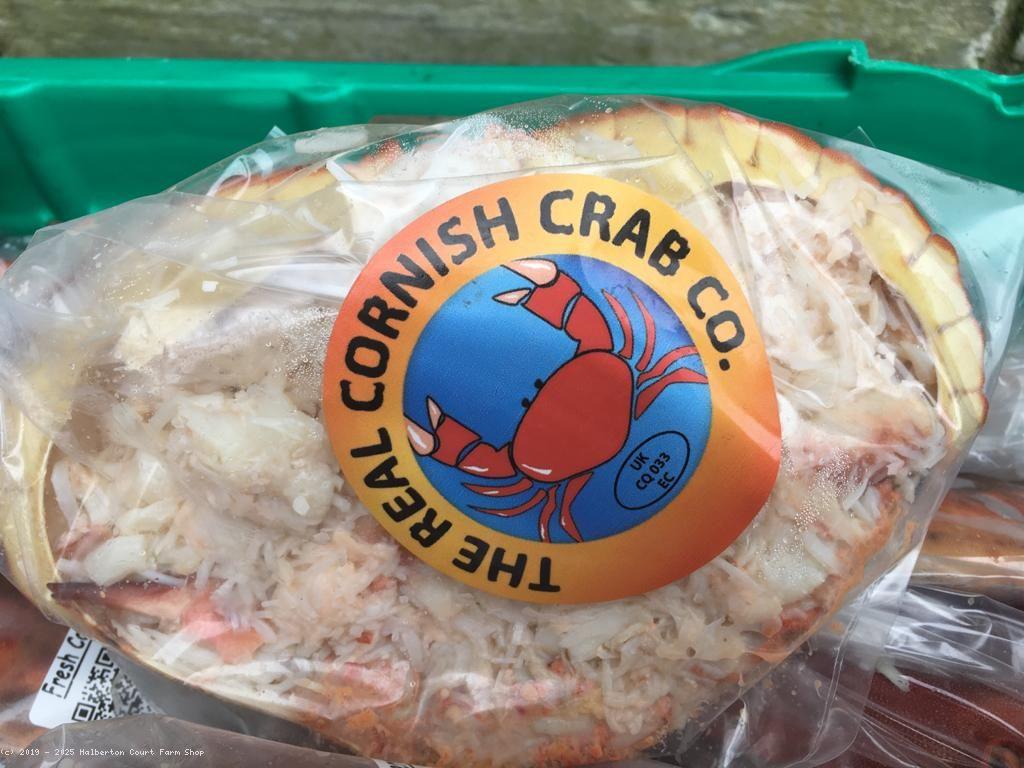 THE REAL CORNISH CRAB CO.
UK
CQ 033
EC
Fresh
(c) 2019 - 2025 Halberton Court Farm Shop